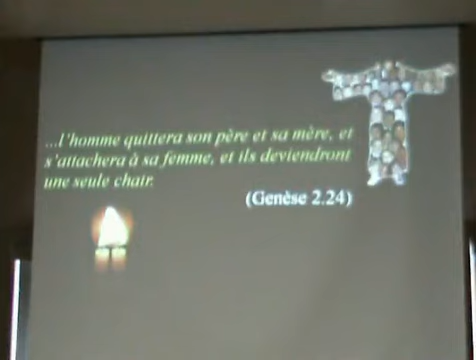 ...l'homme quittera son père et sa mère, et
s'attachera à sa femme, et ils deviendront
une seule chair.
(Genèse 2.24)